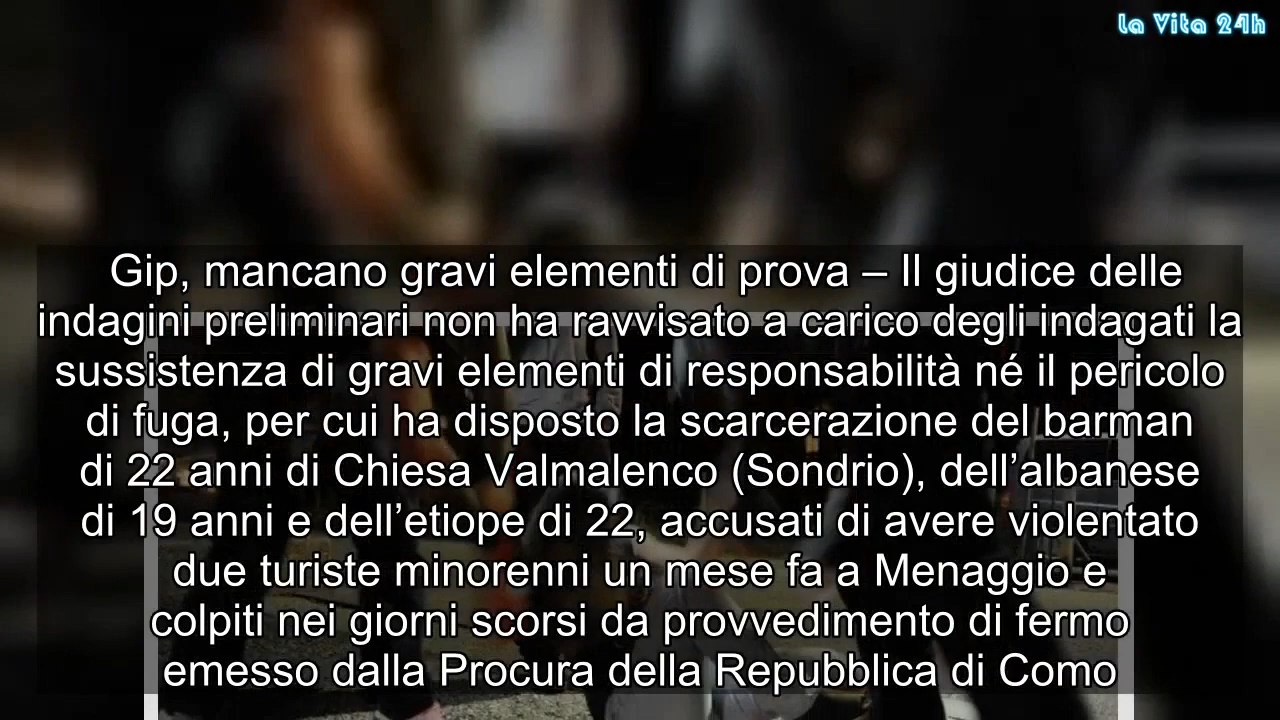 La Vita 24h
Gip, mancano gravi elementi di prova – Il giudice delle
indagini preliminari non ha ravvisato a carico degli indagati la
sussistenza di gravi elementi di responsabilità né il pericolo
di fuga, per cui ha disposto la scarcerazione del barman
di 22 anni di Chiesa Valmalenco (Sondrio), dell’albanese
di 19 anni e dell’etiope di 22, accusati di avere violentato
due turiste minorenni un mese fa a Menaggio e
colpiti nei giorni scorsi da provvedimento di fermo
emesso dalla Procura della Repubblica di Como